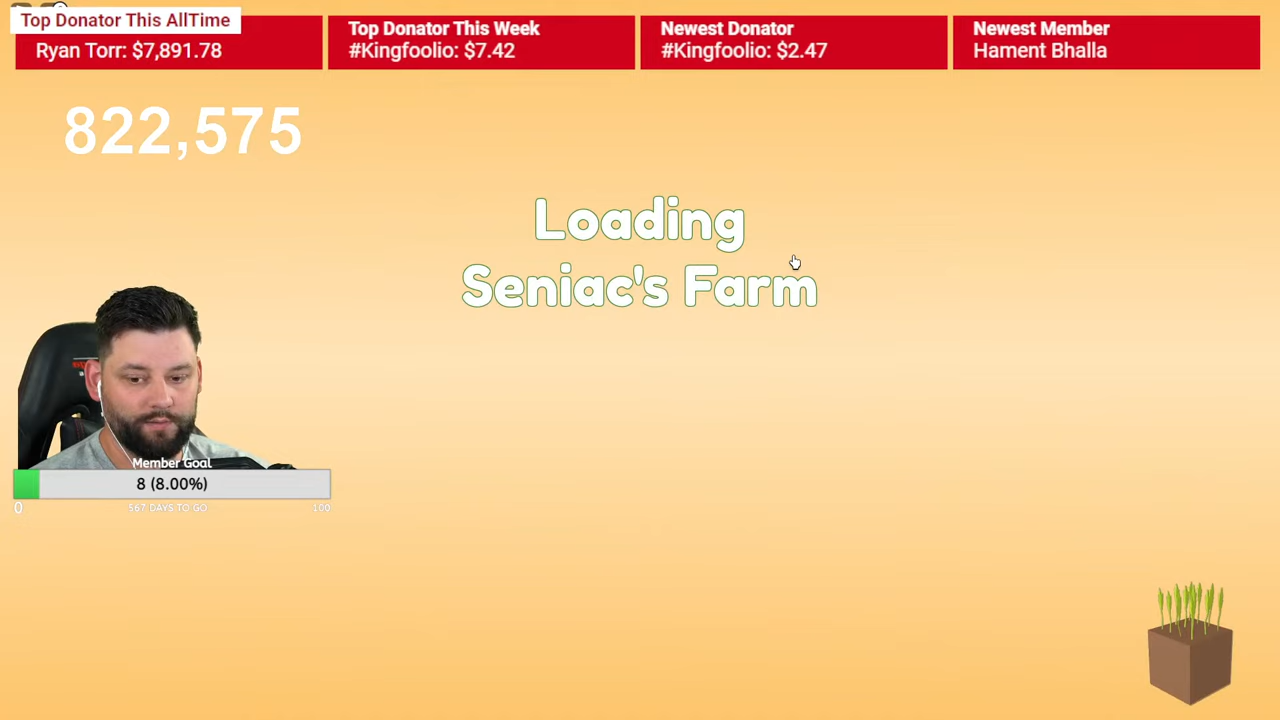 Top Donator This AllTime
Ryan Torr: $7,891.78
Top Donator This Week
#Kingfoolio: $7.42
Newest Donator
#Kingfoolio: $2.47
Newest Member
Hament Bhalla
822,575
Loading
Seniac's Farm
Member Goal
8 (8.00%)
0
567 DAYS TO GO
100